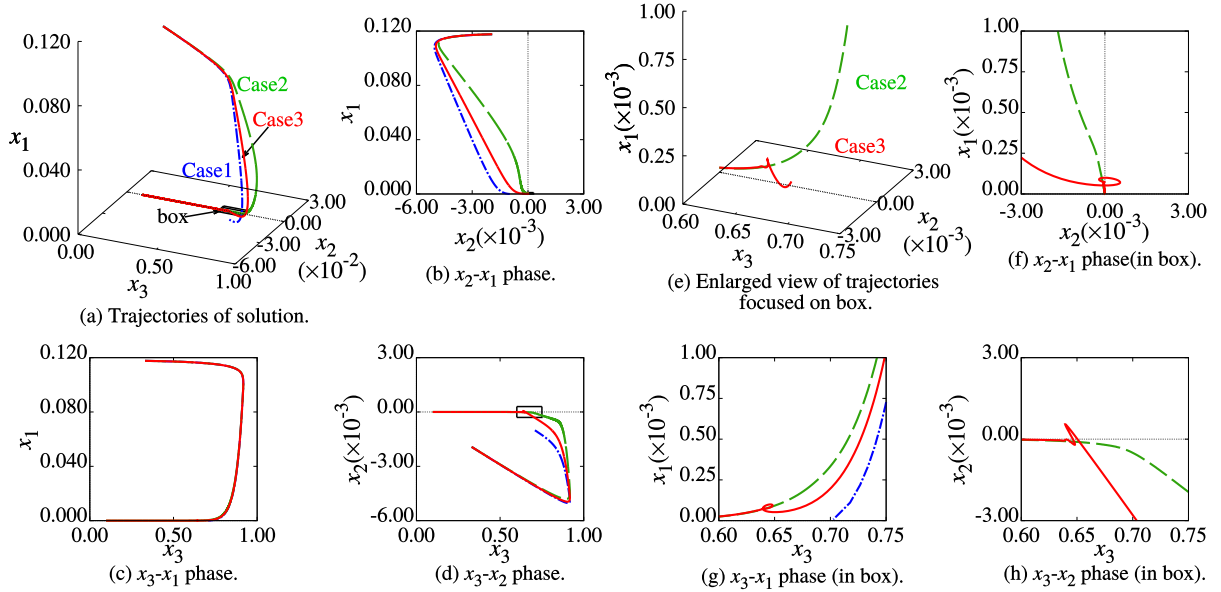 0.120
0.080
0.040
0.000
x1
Case2
Case3
Case1
box
0.00
0.50
1.00
x3
3.00
0.00
-3.00
-6.00
x2
(×10-2)
(a) Trajectories of solution.
0.120
0.080
0.040
0.000
x1
-6.00 -3.00 0.00 3.00
x2(×10-3)
(b) x2-x1 phase.
1.00
0.75
0.50
0.25
0.00
x1(×10-3)
Case2
Case3
0.60
0.65
0.70
0.75
x3
3.00
0.00
-3.00
x2
(×10-3)
(e) Enlarged view of trajectories
focused on box.
1.00
0.75
0.50
0.25
0.00
x1(×10-3)
-3.00 0.00 3.00
x2(×10-3)
(f) x2-x1 phase(in box).
0.120
0.080
0.040
0.000
x1
0.00 0.50 1.00
x3
(c) x3-x1 phase.
3.00
0.00
-3.00
-6.00
x2(×10-3)
0.00 0.50 1.00
x3
(d) x3-x2 phase.
1.00
0.75
0.50
0.25
0.00
x1(×10-3)
0.60 0.65 0.70 0.75
x3
(g) x3-x1 phase (in box).
3.00
0.00
-3.00
x2(×10-3)
0.60 0.65 0.70 0.75
x3
(h) x3-x2 phase (in box).